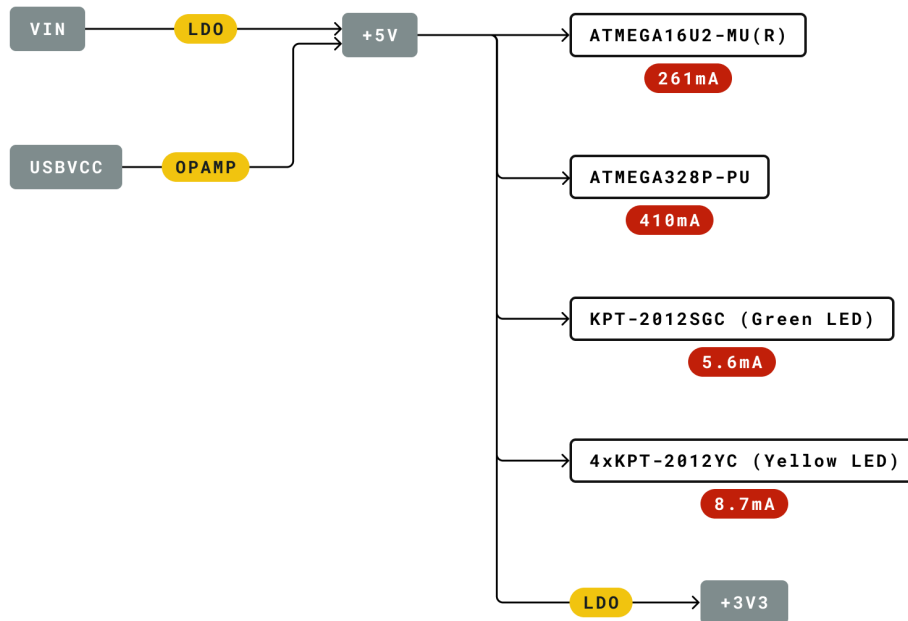 VIN
LDO
+5V
ATMEGA16U2-MU(R)
261mA
USBVCC
OPAMP
ATMEGA328P-PU
410mA
KPT-2012SGC (Green LED)
5.6mA
4xKPT-2012YC (Yellow LED)
8.7mA
LDO
+3V3